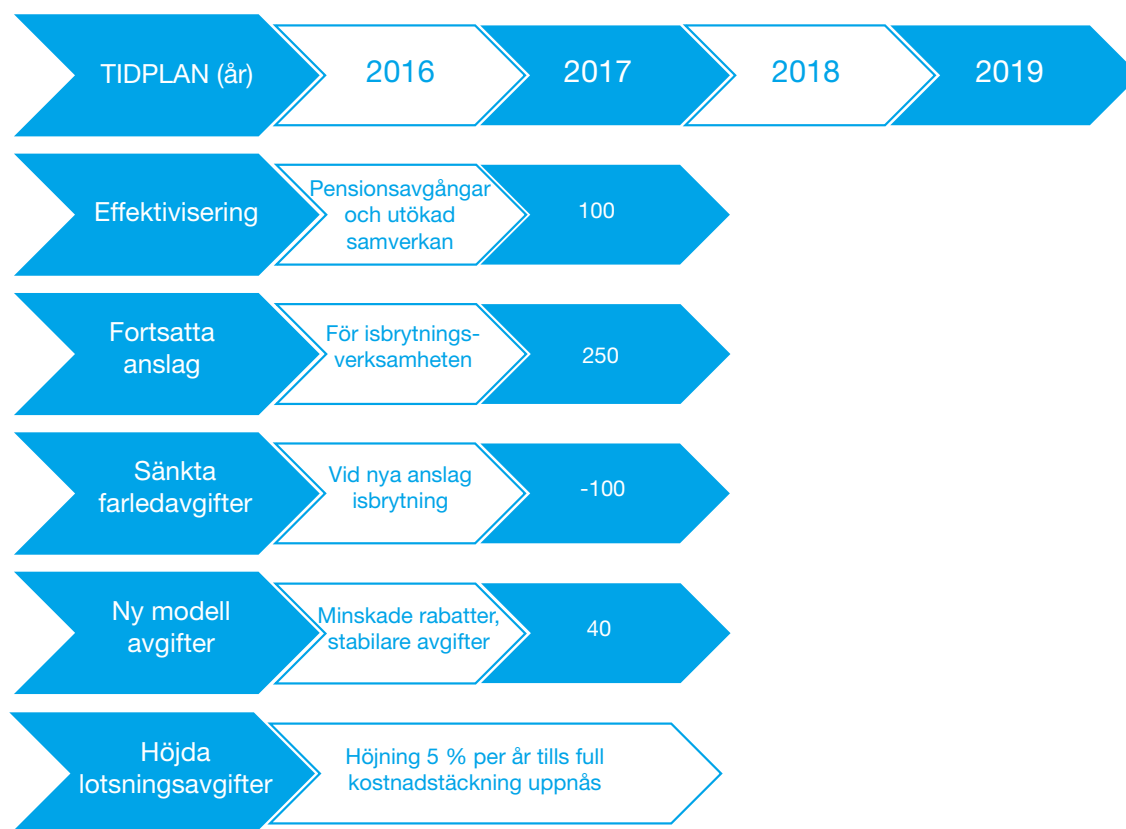 TIDPLAN (år)
2016
2017
2018
2019
Effektivisering
Pensionsavgångar
och utökad
samverkan
100
Fortsatta
anslag
För isbrytnings-
verksamheten
250
Sänkta
farledavgifter
Vid nya anslag
isbrytning
-100
Ny modell
avgifter
Minskade rabatter,
stabilare avgifter
40
Höjda
lotsningsavgifter
Höjning 5 % per år tills full
kostnadstäckning uppnås